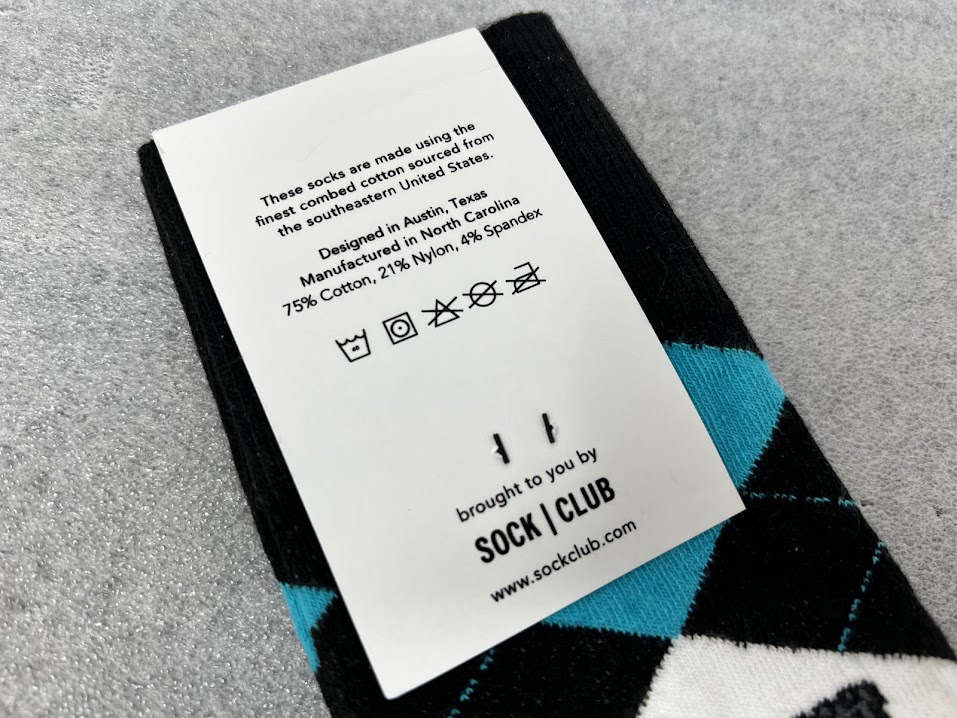 These socks are made using the
finest combed cotton sourced from
the southeastern United States.
Designed in Austin, Texas
Manufactured in North Carolina
75% Cotton, 21% Nylon, 4% Spandex
40
brought to you by
SOCK | CLUB
www.sockclub.com